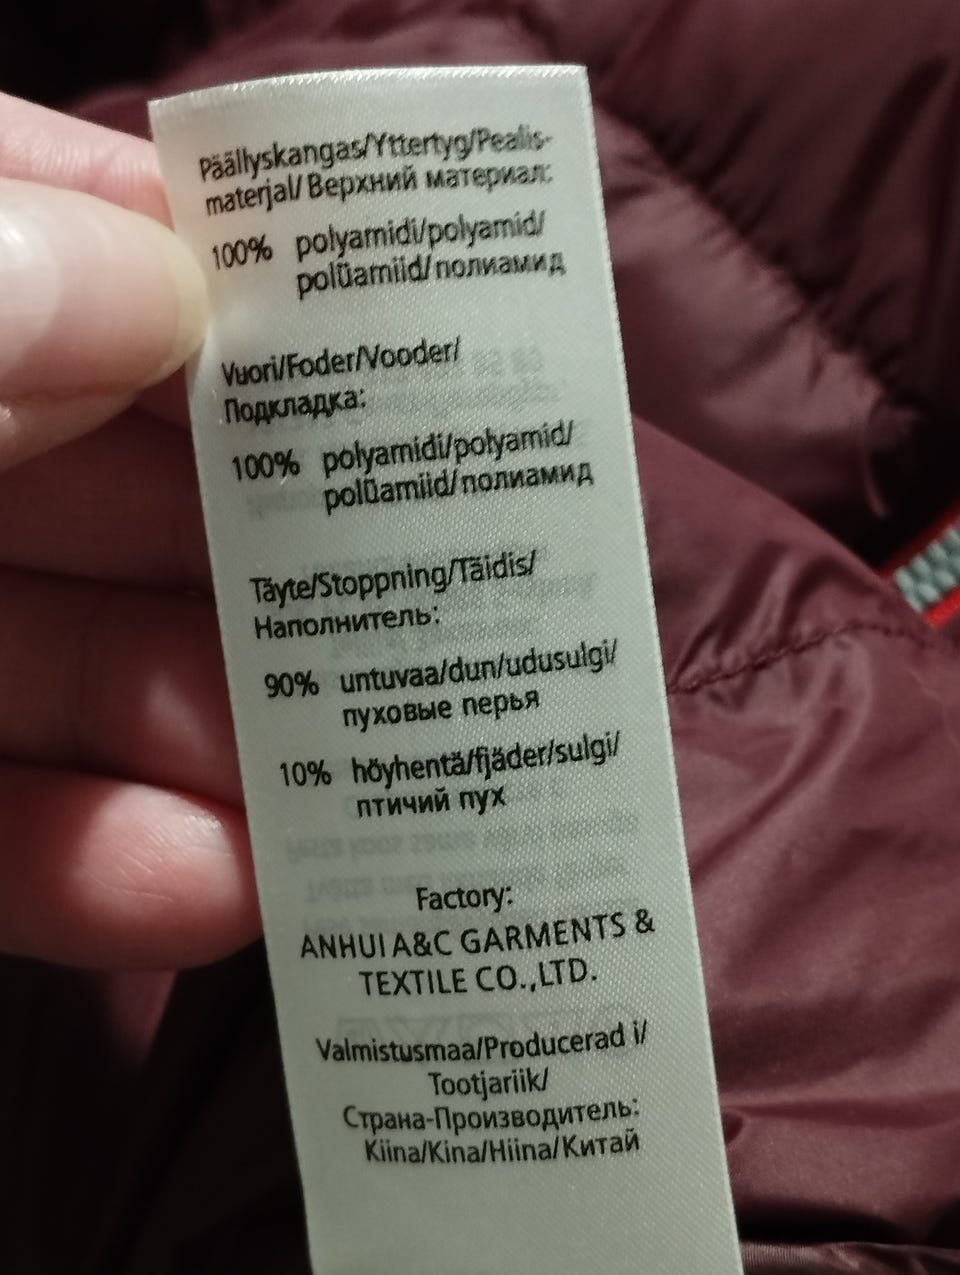 Päällyskangas/Yttertyg/Pealis-
materjal/Верхний материал:
100% polyamidi/polyamid/
polüamiid/полиамид
Vuori/Foder/Vooder/
Подкладка:
100% polyamidi/polyamid/
polüamiid/полиамид
Täyte/Stoppning/Täidis/
Наполнитель:
90% untuvaa/dun/udusulgi/
пуховые перья
10% höyhentä/fjäder/sulgi/
птичий пух
Factory:
ANHUI A&C GARMENTS &
TEXTILE CO.,LTD.
Valmistusmaa/Producerad i/
Tootjariik/
Страна-Производитель:
Kiina/Kina/Hiina/Китай